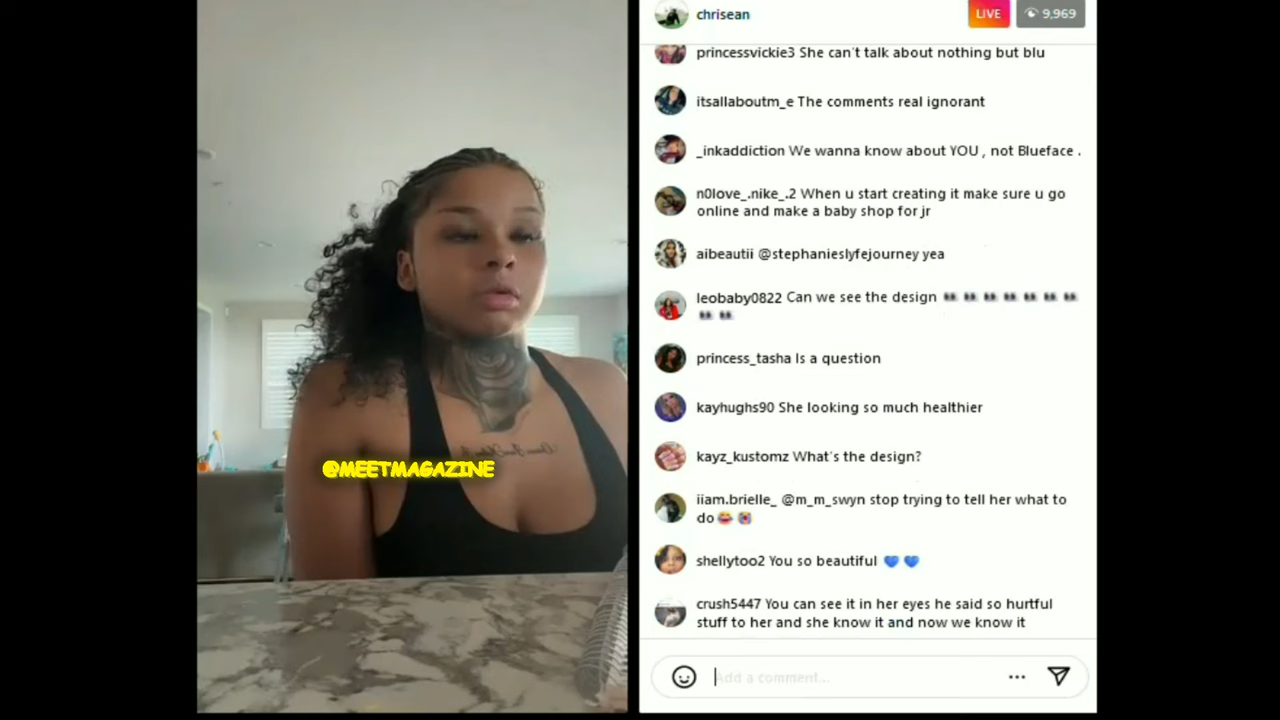 chrisean
LIVE
9,969
princessvickie3 She can't talk about nothing but blu
itsallaboutm_e The comments real ignorant
_inkaddiction We wanna know about YOU , not Blueface .
n0love_.nike_.2 When u start creating it make sure u go
online and make a baby shop for jr
aibeautii @stephanieslyfejourney yea
leobaby0822 Can we see the design
princess_tasha Is a question
kayhughs90 She looking so much healthier
kayz_kustomz What's the design?
iiam.brielle_ @m_m_swyn stop trying to tell her what to
do😂😭
shellytoo2 You so beautiful 💙💙
crush5447 You can see it in her eyes he said so hurtful
stuff to her and she know it and now we know it
Add a comment...
@MEETMAGAZINE